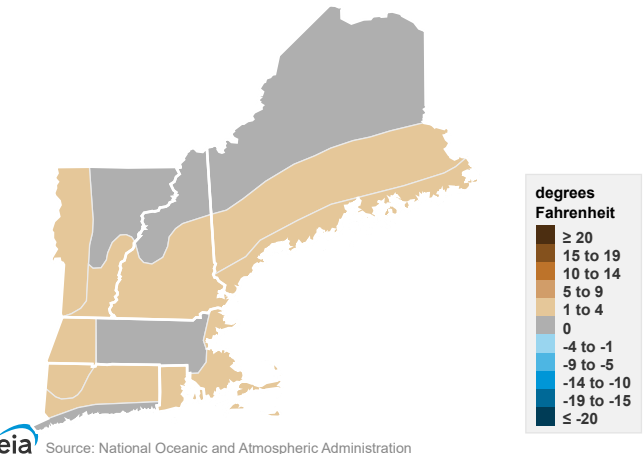 degrees
Fahrenheit
≥ 20
15 to 19
10 to 14
5 to 9
1 to 4
0
-4 to -1
-9 to -5
-14 to -10
-19 to -15
≤ -20
eia Source: National Oceanic and Atmospheric Administration